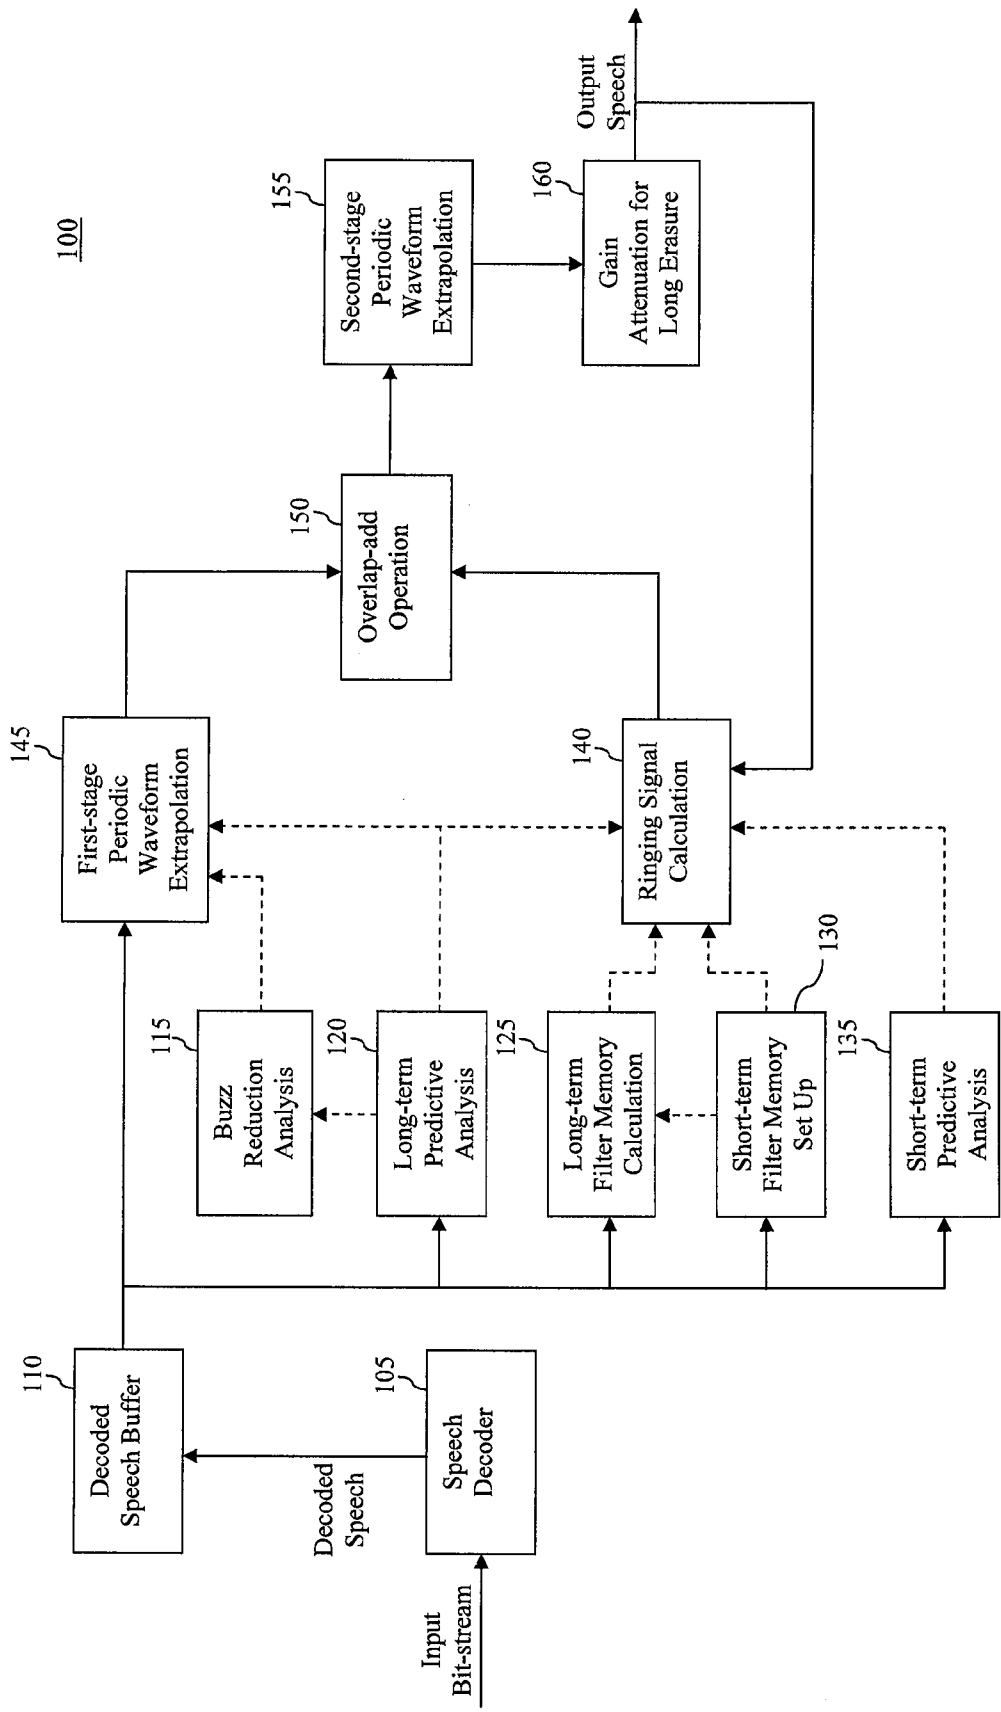 100
Input
Bit-stream
105
Speech
Decoder
Decoded
Speech
110
Decoded
Speech Buffer
115
Buzz
Reduction
Analysis
120
Long-term
Predictive
Analysis
125
Long-term
Filter Memory
Calculation
130
Short-term
Filter Memory
Set Up
135
Short-term
Predictive
Analysis
145
First-stage
Periodic
Waveform
Extrapolation
140
Ringing Signal
Calculation
150
Overlap-add
Operation
155
Second-stage
Periodic
Waveform
Extrapolation
160
Gain
Attenuation for
Long Erasure
Output
Speech